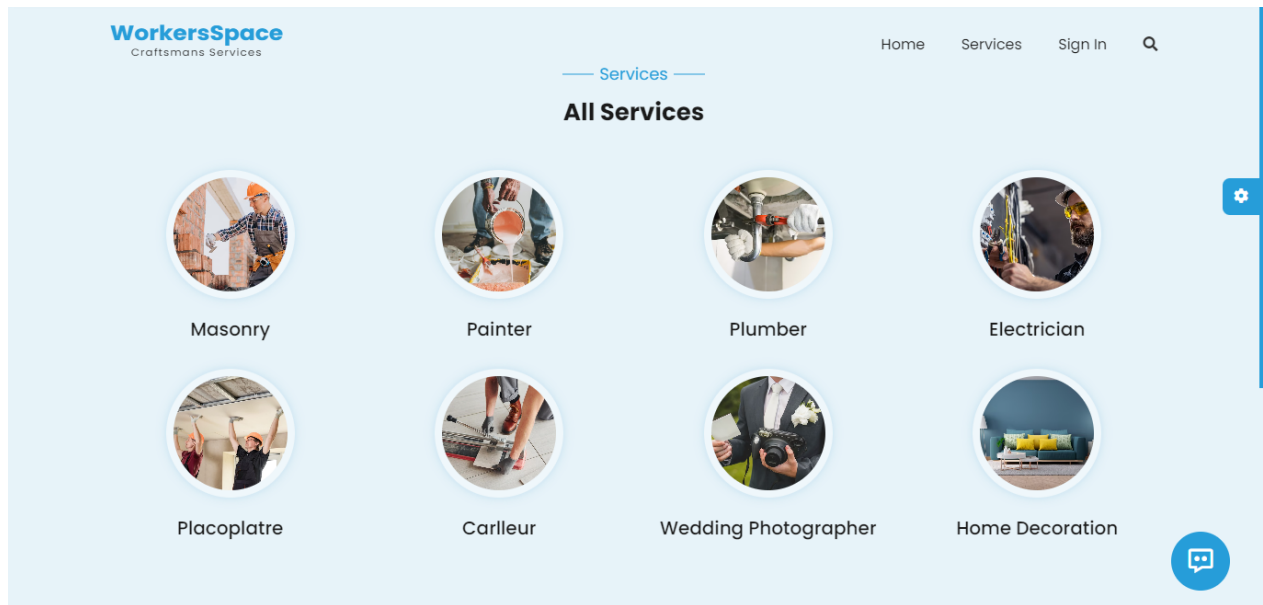 WorkersSpace
Craftsmans Services
Home Services Sign In
Services
All Services
Masonry Painter Plumber Electrician
Placoplatre Carlleur Wedding Photographer Home Decoration